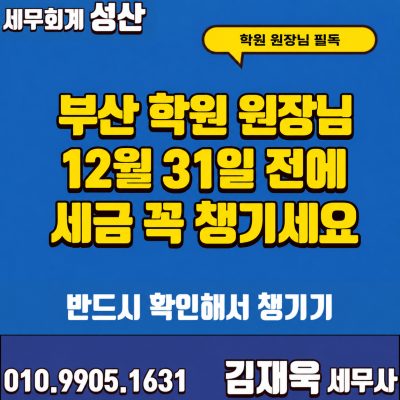 세무회계 성산
학원 원장님 필독
부산 학원 원장님
12월 31일 전에
세금 꼭 챙기세요
반드시 확인해서 챙기기
010.9905.1631 김재욱 세무사